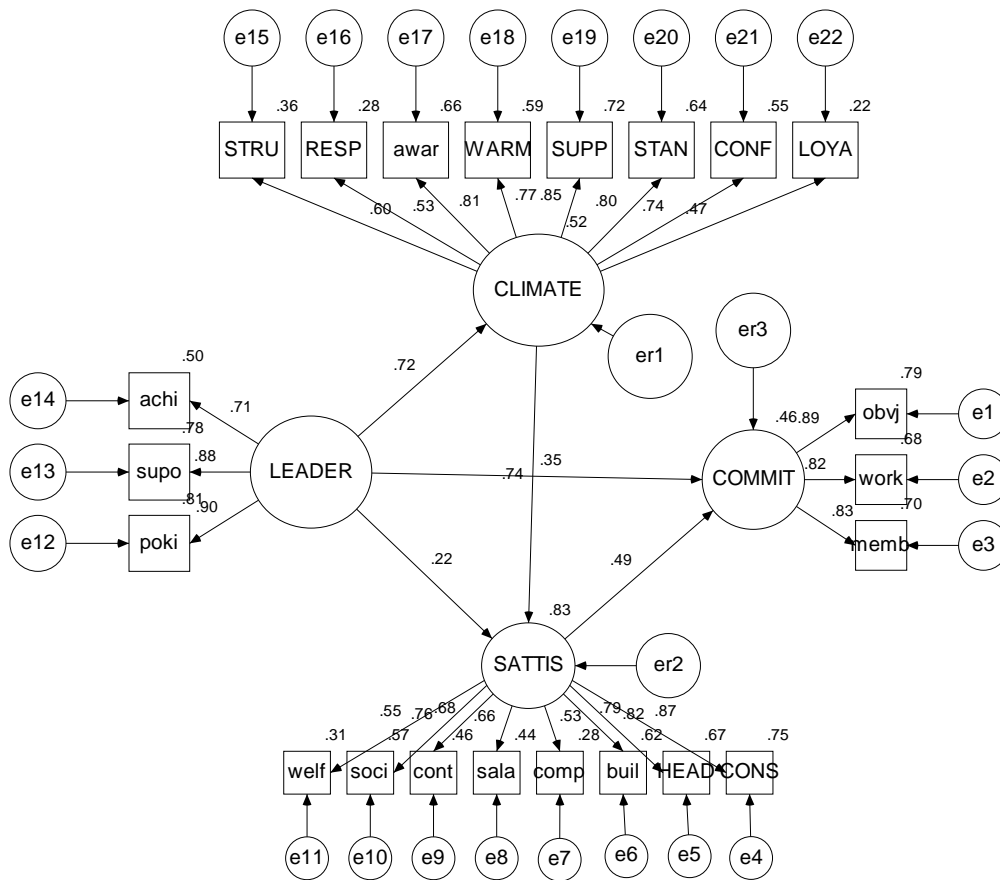 e15 e16 e17 e18 e19 e20 e21 e22
.36 .28 .66 .59 .72 .64 .55 .22
STRU RESP awar WARM SUPP STAN CONF LOYA
.60 .53 .81 .77 .85 .80 .74 .47
.52
CLIMATE
er1
er3
.72
.50
e14 achi .71
.78
e13 supo .88
.81
e12 poki .90
LEADER
.74 .35
.46 .89 .79
obvj e1
.68
COMMIT .82 work e2
.70
.83 memb e3
.22 .49
.83
SATTIS er2
.55 .76 .68 .66 .53 .79 .82 .87
.31 .57 .46 .44 .28 .62 .67 .75
welf soci cont sala comp buil HEAD CONS
e11 e10 e9 e8 e7 e6 e5 e4